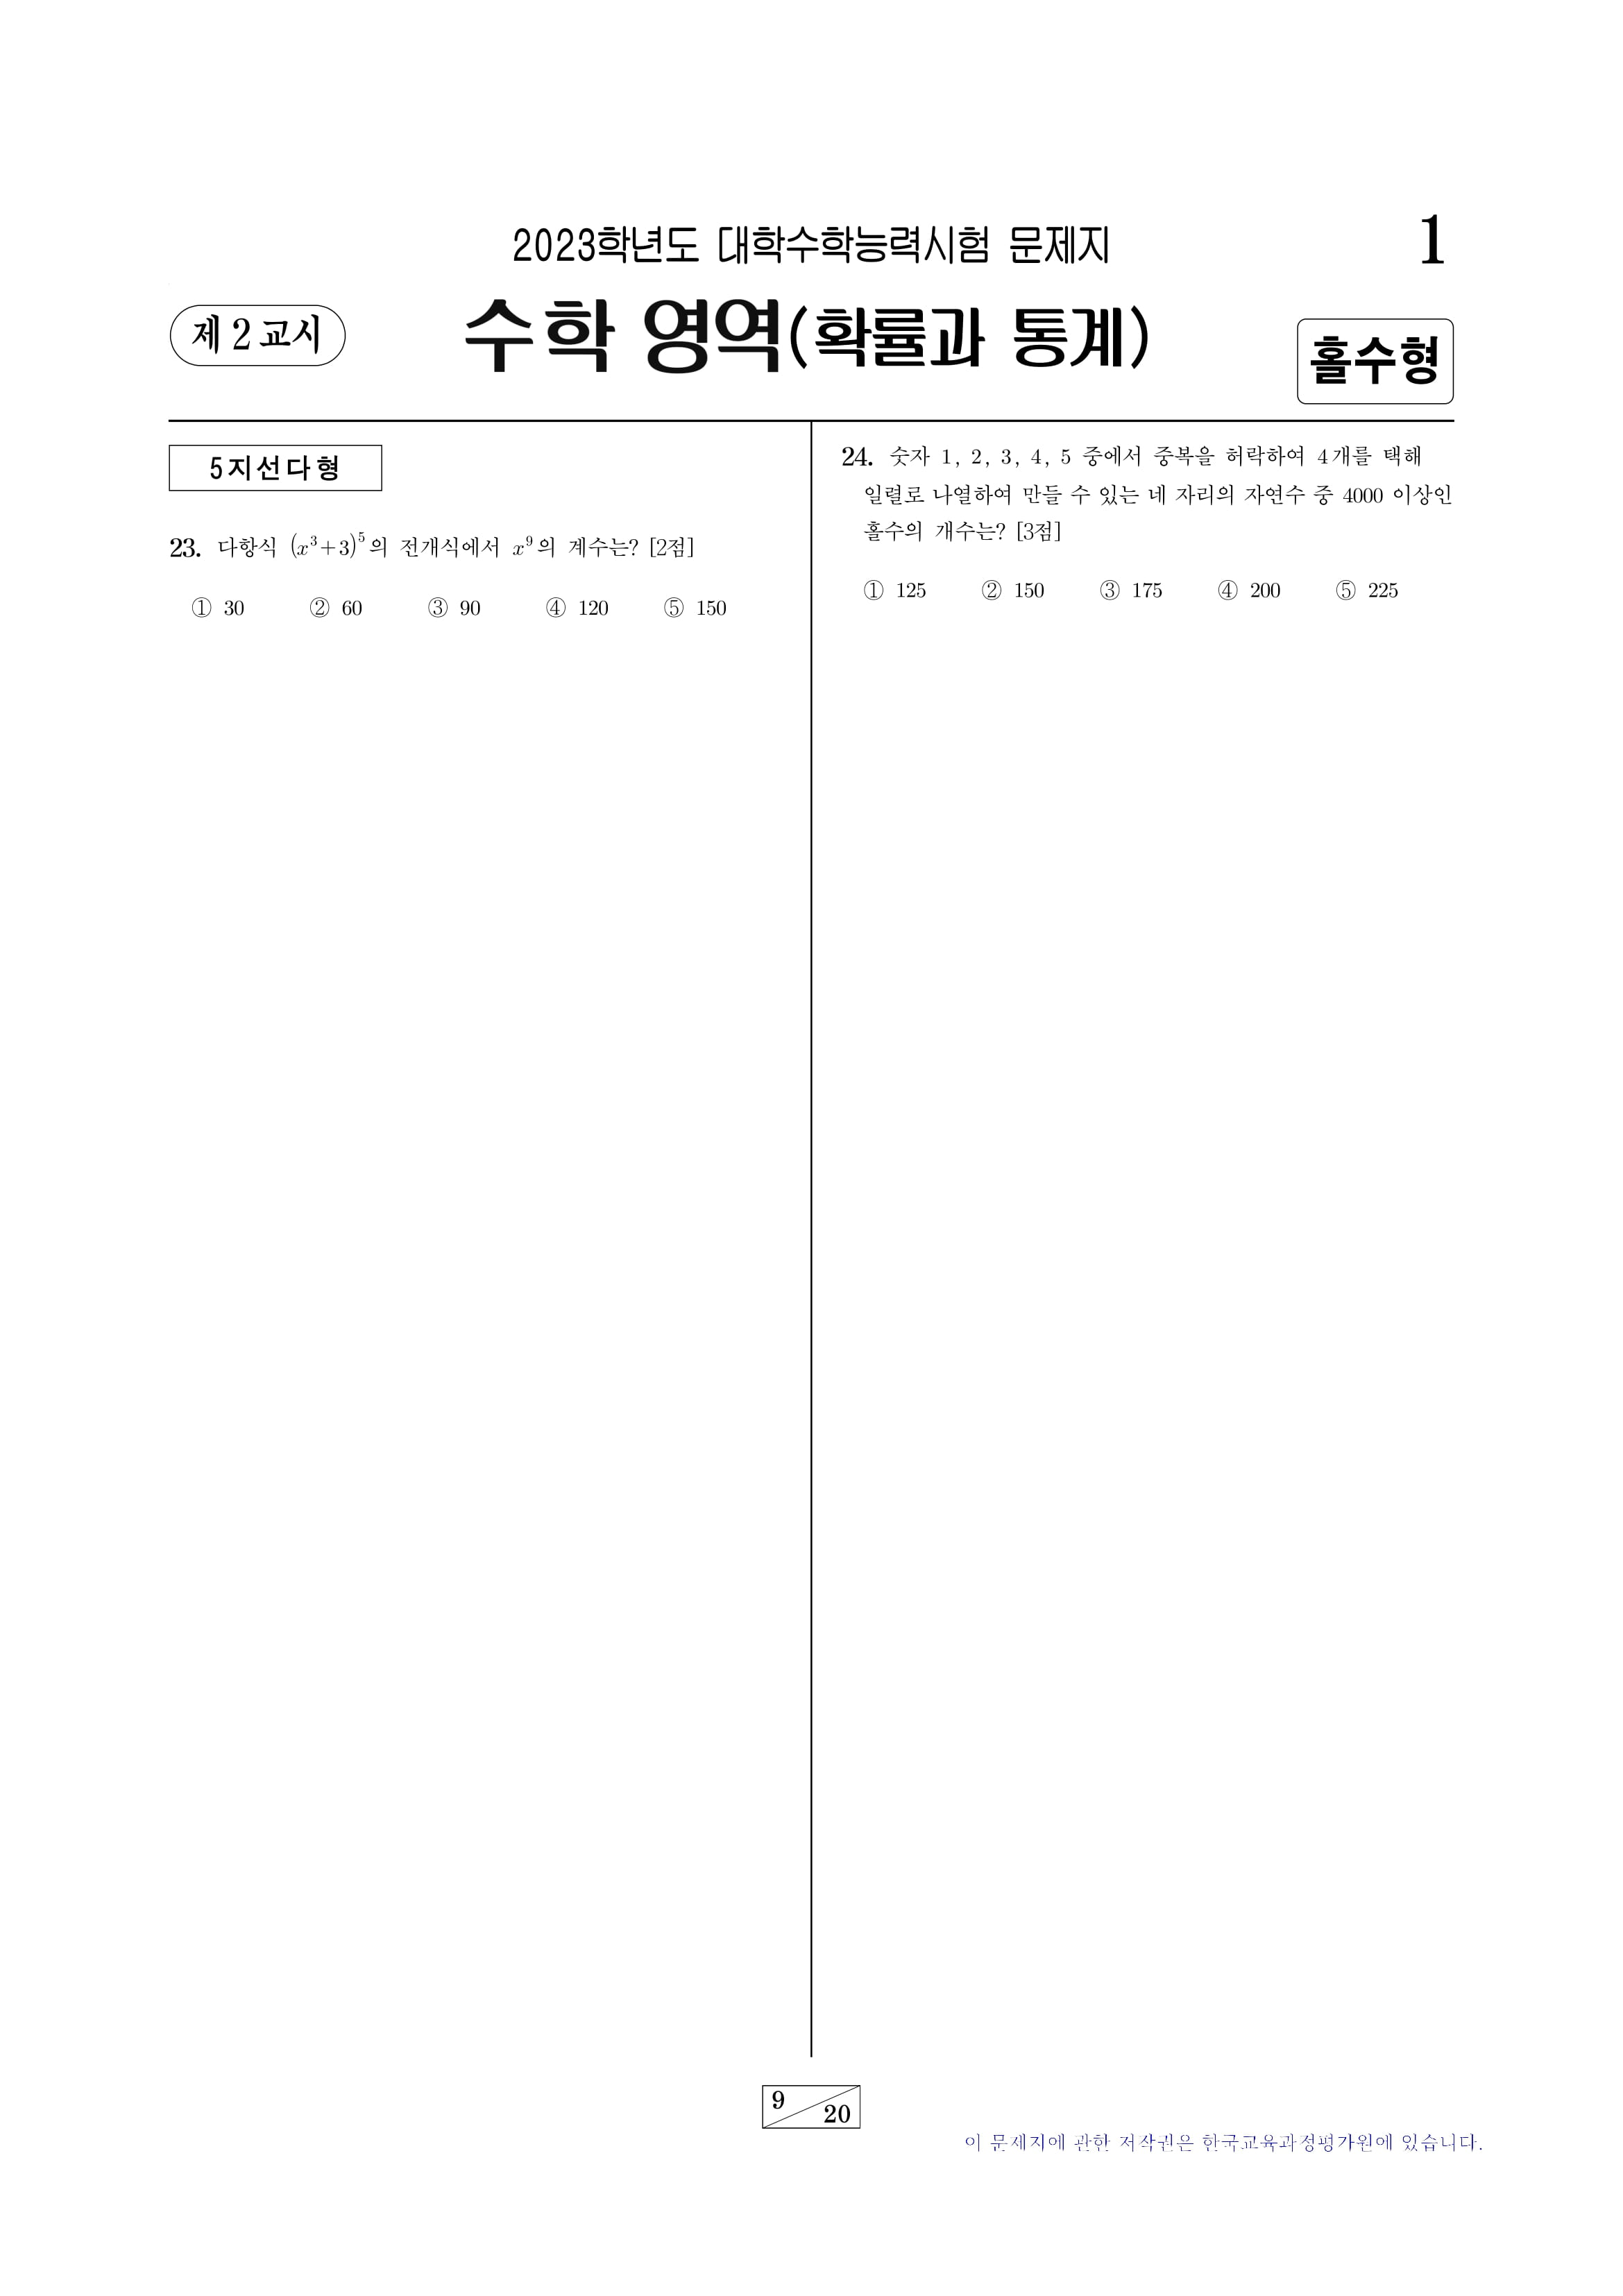 2023학년도 대학수학능력시험 문제지
1
제 2 교시
수학 영역(확률과 통계)
홀수형
5지선다형
23. 다항식 (x³+3)⁵의 전개식에서 x⁹의 계수는? [2점]
① 30 ② 60 ③ 90 ④ 120 ⑤ 150
24. 숫자 1, 2, 3, 4, 5 중에서 중복을 허락하여 4개를 택해
일렬로 나열하여 만들 수 있는 네 자리의 자연수 중 4000 이상인
홀수의 개수는? [3점]
① 125 ② 150 ③ 175 ④ 200 ⑤ 225
9
20
이 문제지에 관한 저작권은 한국교육과정평가원에 있습니다.